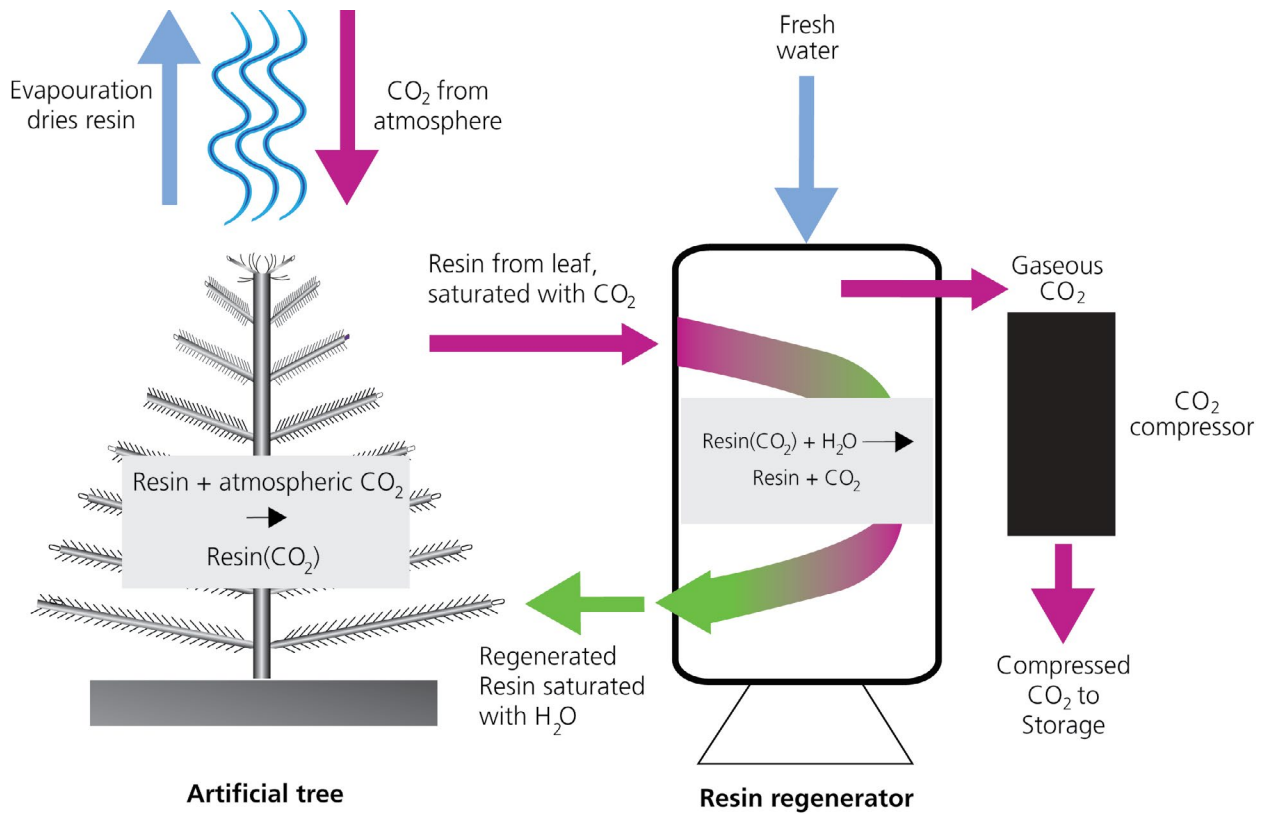 Evapouration
dries resin
CO₂ from
atmosphere
Fresh
water
Resin from leaf,
saturated with CO₂
Gaseous
CO₂
Resin + atmospheric CO₂
→
Resin(CO₂)
Resin(CO₂) + H₂O →
Resin + CO₂
CO₂
compressor
Regenerated
Resin saturated
with H₂O
Compressed
CO₂ to
Storage
Artificial tree
Resin regenerator